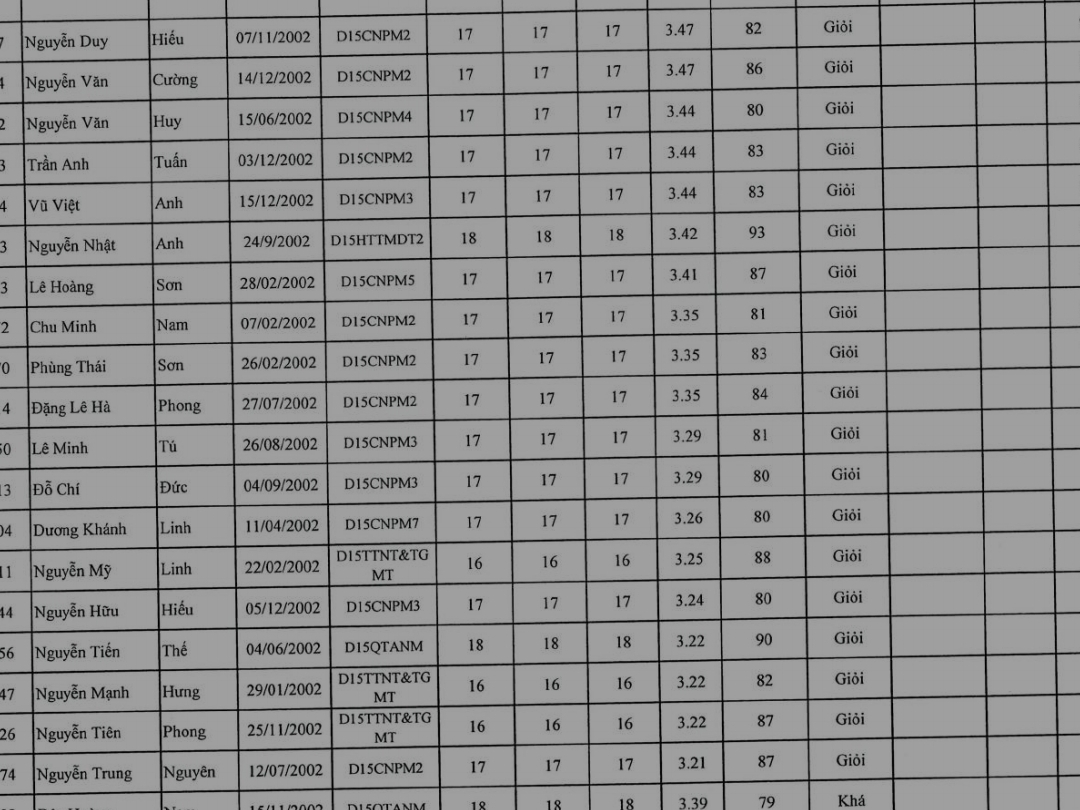 7 Nguyễn Duy Hiếu 07/11/2002 D15CNPM2 17 17 17 3.47 82 Giỏi
4 Nguyễn Văn Cường 14/12/2002 D15CNPM2 17 17 17 3.47 86 Giỏi
2 Nguyễn Văn Huy 15/06/2002 D15CNPM4 17 17 17 3.44 80 Giỏi
3 Trần Anh Tuấn 03/12/2002 D15CNPM2 17 17 17 3.44 83 Giỏi
4 Vũ Việt Anh 15/12/2002 D15CNPM3 17 17 17 3.44 83 Giỏi
3 Nguyễn Nhật Anh 24/9/2002 D15HTTMDT2 18 18 18 3.42 93 Giỏi
3 Lê Hoàng Sơn 28/02/2002 D15CNPM5 17 17 17 3.41 87 Giỏi
2 Chu Minh Nam 07/02/2002 D15CNPM2 17 17 17 3.35 81 Giỏi
0 Phùng Thái Sơn 26/02/2002 D15CNPM2 17 17 17 3.35 83 Giỏi
4 Đặng Lê Hà Phong 27/07/2002 D15CNPM2 17 17 17 3.35 84 Giỏi
50 Lê Minh Tú 26/08/2002 D15CNPM3 17 17 17 3.29 81 Giỏi
13 Đỗ Chí Đức 04/09/2002 D15CNPM3 17 17 17 3.29 80 Giỏi
04 Dương Khánh Linh 11/04/2002 D15CNPM7 17 17 17 3.26 80 Giỏi
11 Nguyễn Mỹ Linh 22/02/2002 D15TTNT&TG 16 16 16 3.25 88 Giỏi
MT
44 Nguyễn Hữu Hiếu 05/12/2002 D15CNPM3 17 17 17 3.24 80 Giỏi
56 Nguyễn Tiến Thế 04/06/2002 D15QTANM 18 18 18 3.22 90 Giỏi
47 Nguyễn Mạnh Hưng 29/01/2002 D15TTNT&TG 16 16 16 3.22 82 Giỏi
MT
26 Nguyễn Tiên Phong 25/11/2002 D15TTNT&TG 16 16 16 3.22 87 Giỏi
MT
74 Nguyễn Trung Nguyên 12/07/2002 D15CNPM2 17 17 17 3.21 87 Giỏi
15/11/2002 D15QTANM 18 18 18 3.39 79 Khá